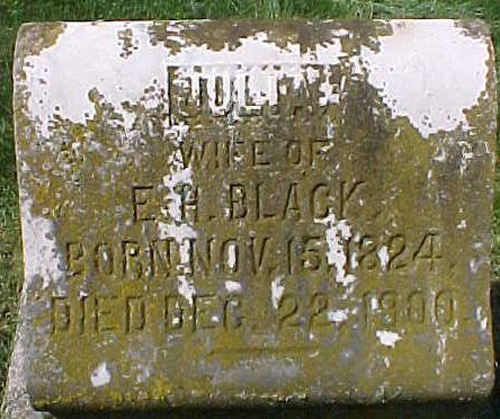 JULIA
WIFE OF
E. H. BLACK.
BORN NOV. 15, 1824.
DIED DEC. 22, 1900.